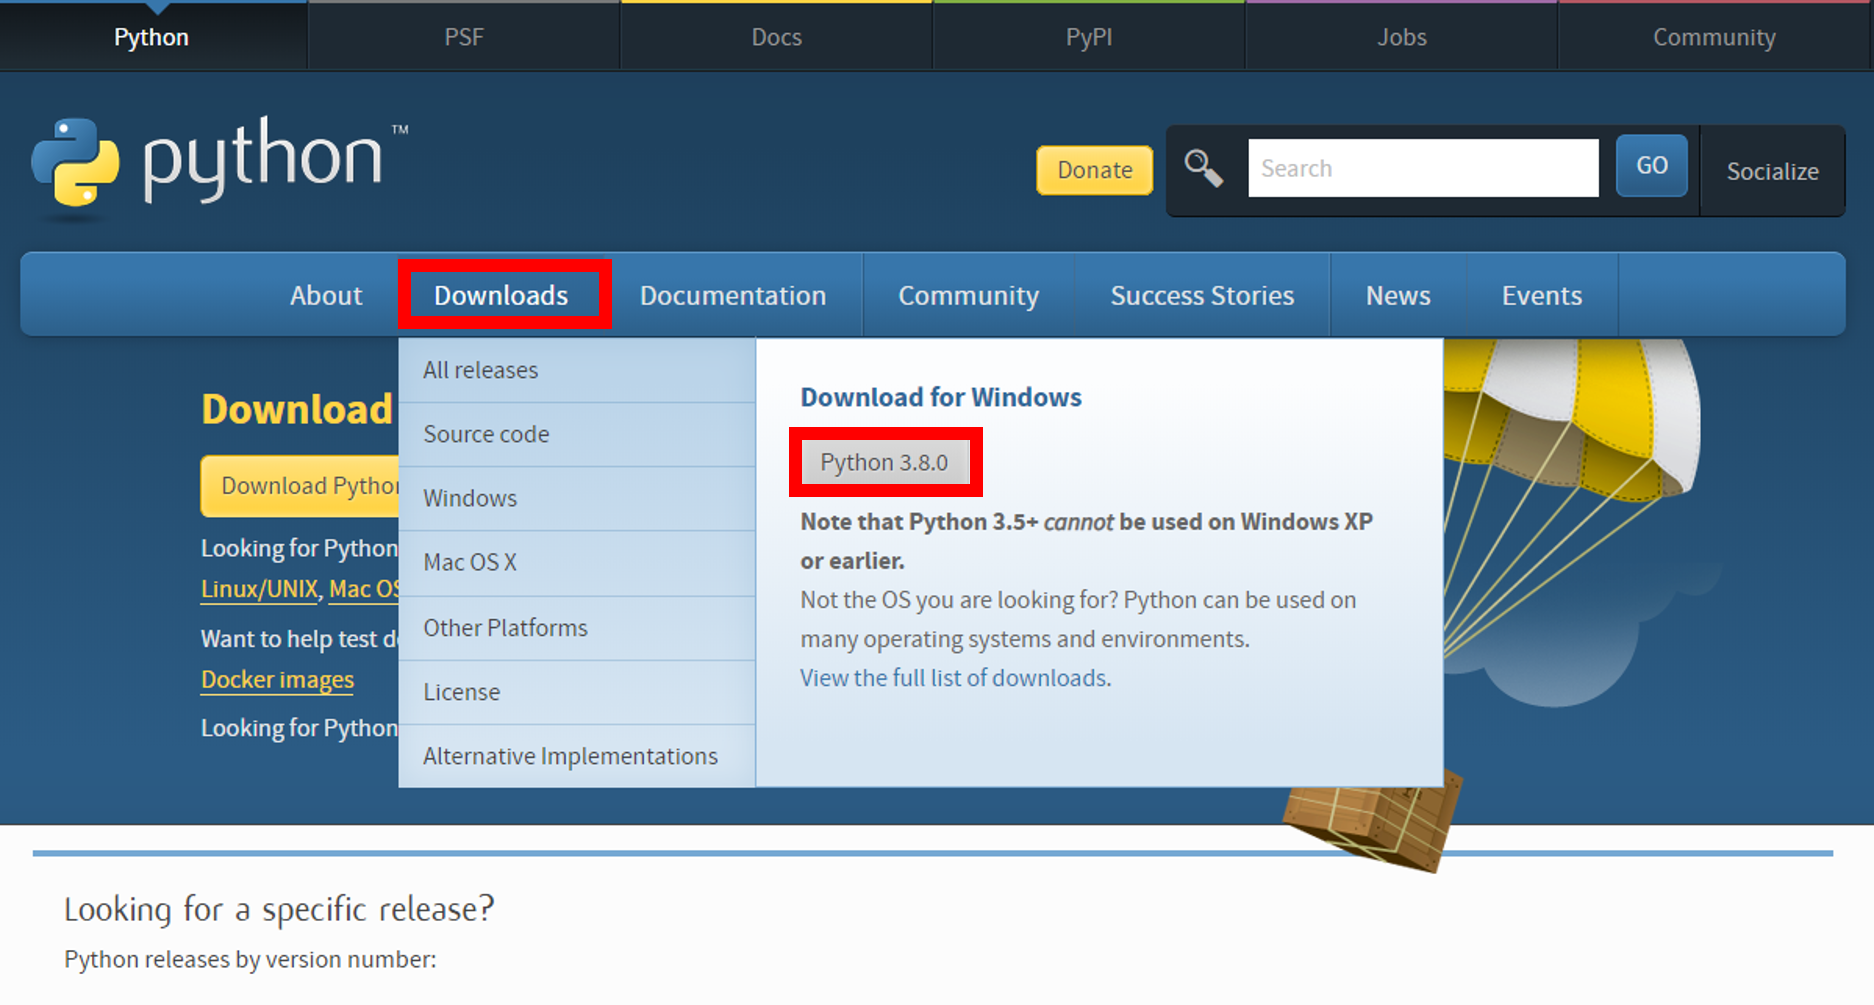 Python
PSF
Docs
PyPI
Jobs
Community
python™
Donate
Search
GO
Socialize
About
Downloads
Documentation
Community
Success Stories
News
Events
All releases
Source code
Windows
Mac OS X
Other Platforms
License
Alternative Implementations
Download for Windows
Python 3.8.0
Note that Python 3.5+ cannot be used on Windows XP
or earlier.
Not the OS you are looking for? Python can be used on
many operating systems and environments.
View the full list of downloads.
Download
Download Python
Looking for Python
Linux/UNIX, Mac OS
Want to help test
Docker images
Looking for Python
Looking for a specific release?
Python releases by version number: